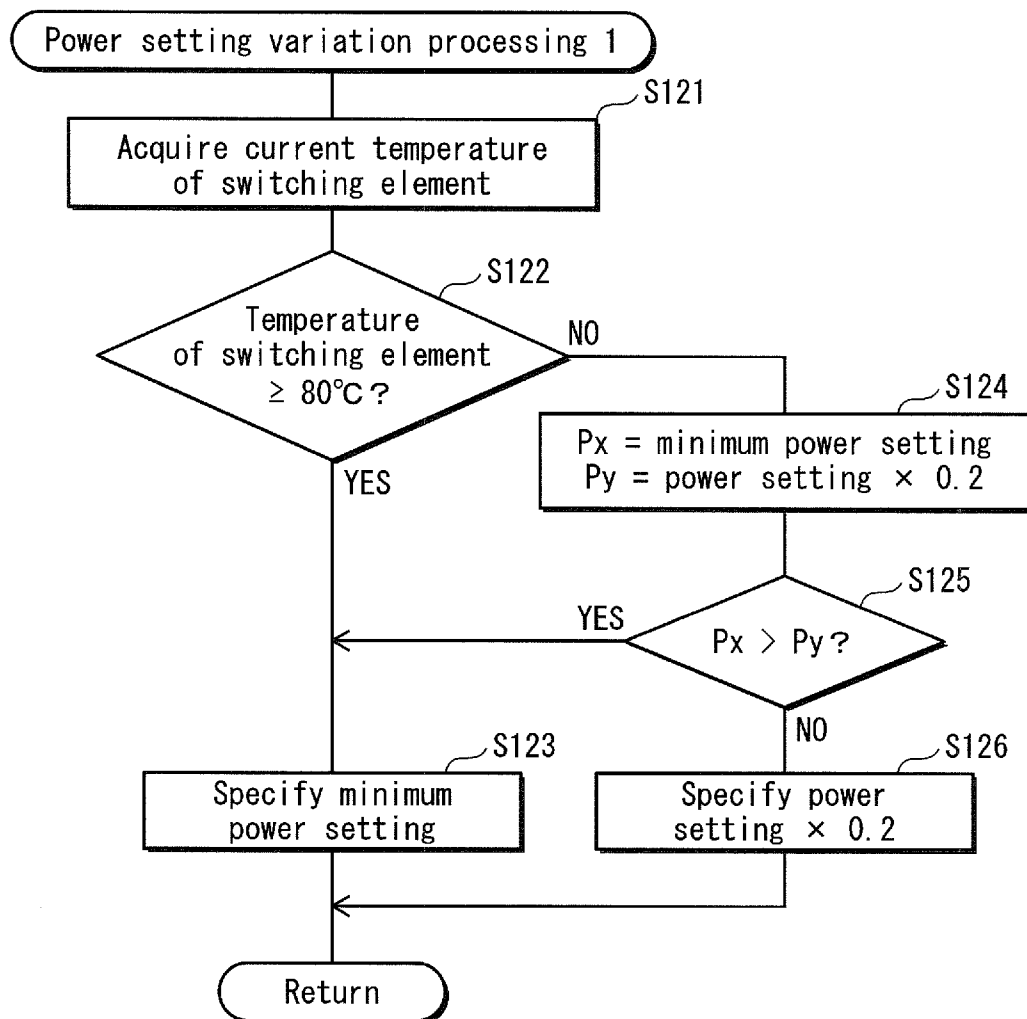 Power setting variation processing 1
S121
Acquire current temperature
of switching element
S122
Temperature
of switching element
≥ 80℃?
NO
YES
S124
Px = minimum power setting
Py = power setting × 0.2
S125
YES
Px > Py?
NO
S123
Specify minimum
power setting
S126
Specify power
setting × 0.2
Return